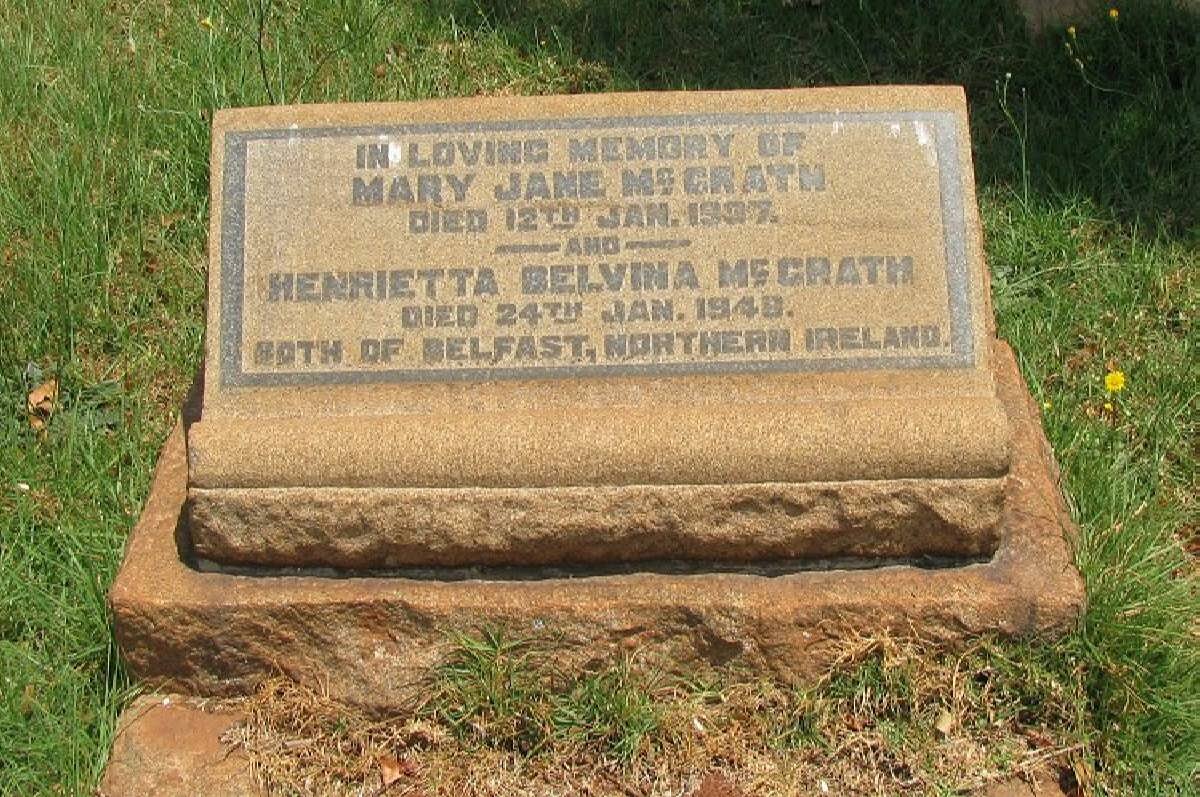 IN LOVING MEMORY OF
MARY JANE McGRATH
DIED 12TH JAN. 1937.
AND
HENRIETTA BELVINA McGRATH
DIED 24TH JAN. 1948.
BOTH OF BELFAST, NORTHERN IRELAND.